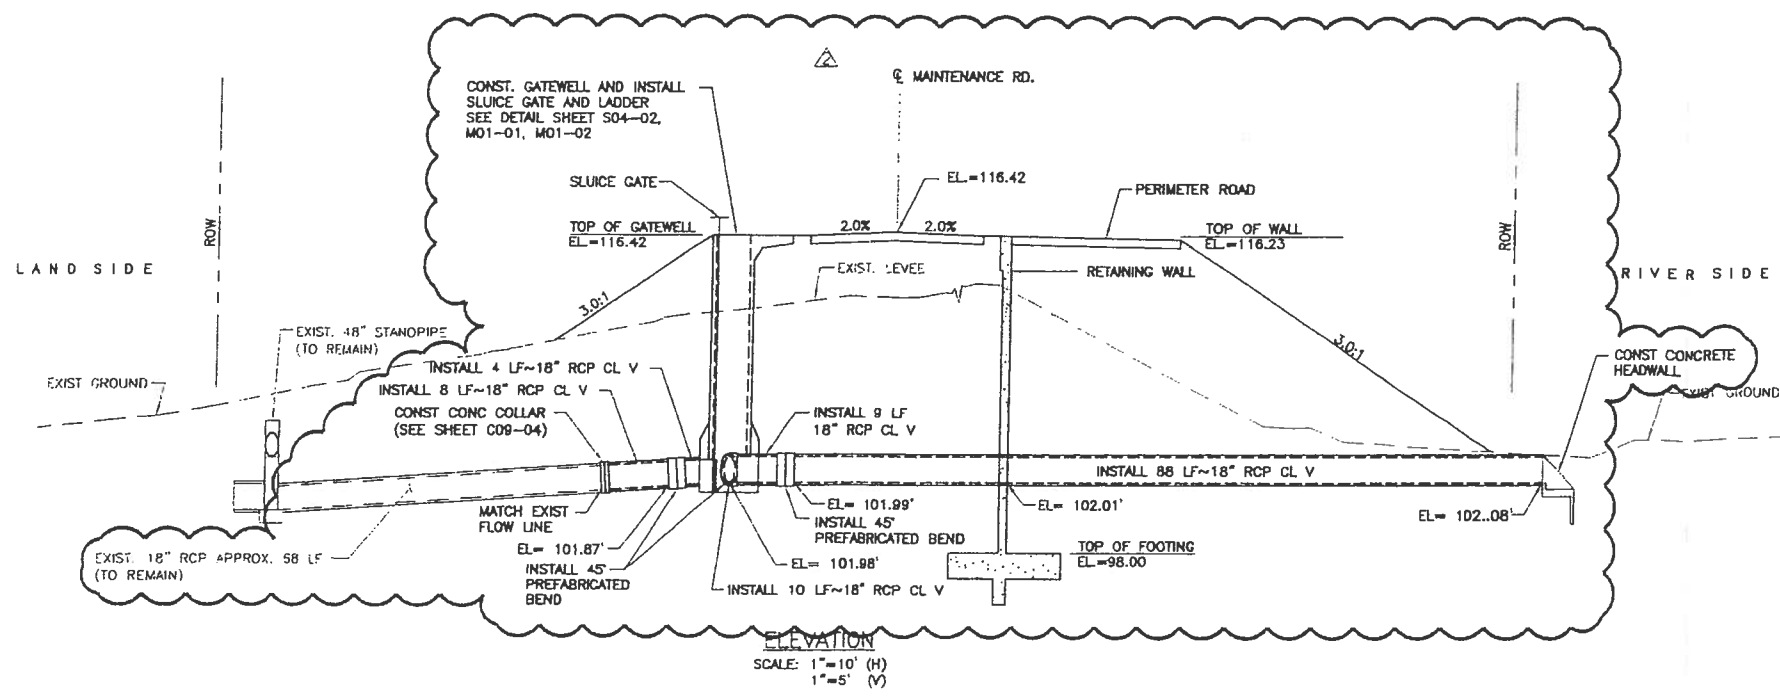 2
℄ MAINTENANCE RD.
CONST. GATEWELL AND INSTALL
SLUICE GATE AND LADDER
SEE DETAIL SHEET S04-02,
M01-01, M01-02
SLUICE GATE
EL.=116.42
PERIMETER ROAD
TOP OF GATEWELL
EL.=116.42
2.0%
2.0%
TOP OF WALL
EL.=116.23
ROW
ROW
LAND SIDE
RIVER SIDE
EXIST. LEVEE
RETAINING WALL
3.0:1
3.0:1
EXIST. 48" STANDPIPE
(TO REMAIN)
EXIST GROUND
INSTALL 4 LF~18" RCP CL V
INSTALL 8 LF~18" RCP CL V
CONST CONC COLLAR
(SEE SHEET C09-04)
INSTALL 9 LF
18" RCP CL V
CONST CONCRETE
HEADWALL
EXIST GROUND
INSTALL 88 LF~18" RCP CL V
MATCH EXIST
FLOW LINE
EL= 101.87'
INSTALL 45°
PREFABRICATED
BEND
EL= 101.99'
INSTALL 45°
PREFABRICATED BEND
EL= 101.98'
INSTALL 10 LF~18" RCP CL V
EL= 102.01'
EL= 102..08'
TOP OF FOOTING
EL.=98.00
EXIST. 18" RCP APPROX. 58 LF
(TO REMAIN)
ELEVATION
SCALE: 1"=10' (H)
1"=5' (V)